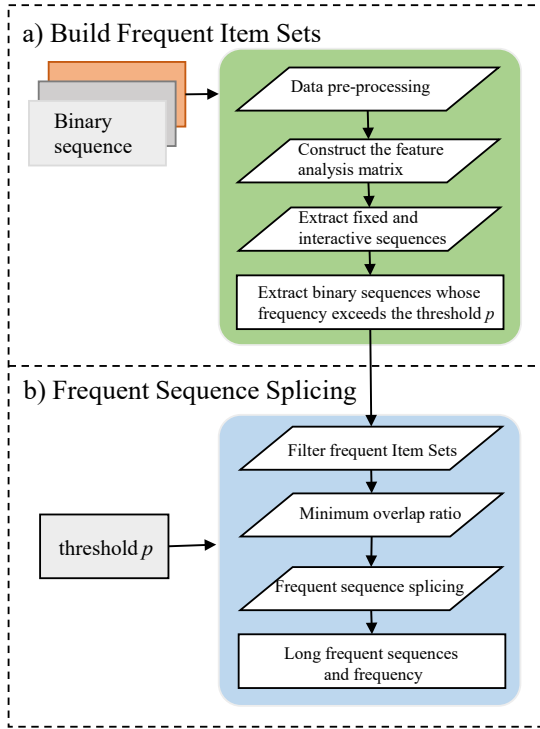 a) Build Frequent Item Sets
Binary
sequence
Data pre-processing
Construct the feature
analysis matrix
Extract fixed and
interactive sequences
Extract binary sequences whose
frequency exceeds the threshold p
b) Frequent Sequence Splicing
threshold p
Filter frequent Item Sets
Minimum overlap ratio
Frequent sequence splicing
Long frequent sequences
and frequency